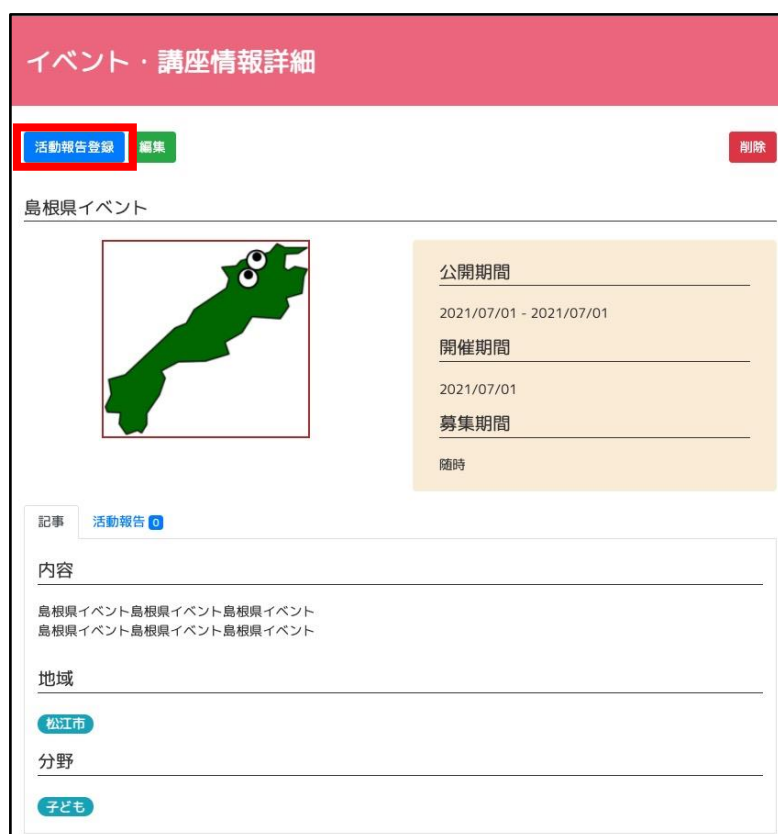 イベント・講座情報詳細
活動報告登録 編集 削除
島根県イベント
公開期間
2021/07/01 - 2021/07/01
開催期間
2021/07/01
募集期間
随時
記事 活動報告 0
内容
島根県イベント島根県イベント島根県イベント
島根県イベント島根県イベント島根県イベント
地域
松江市
分野
子ども